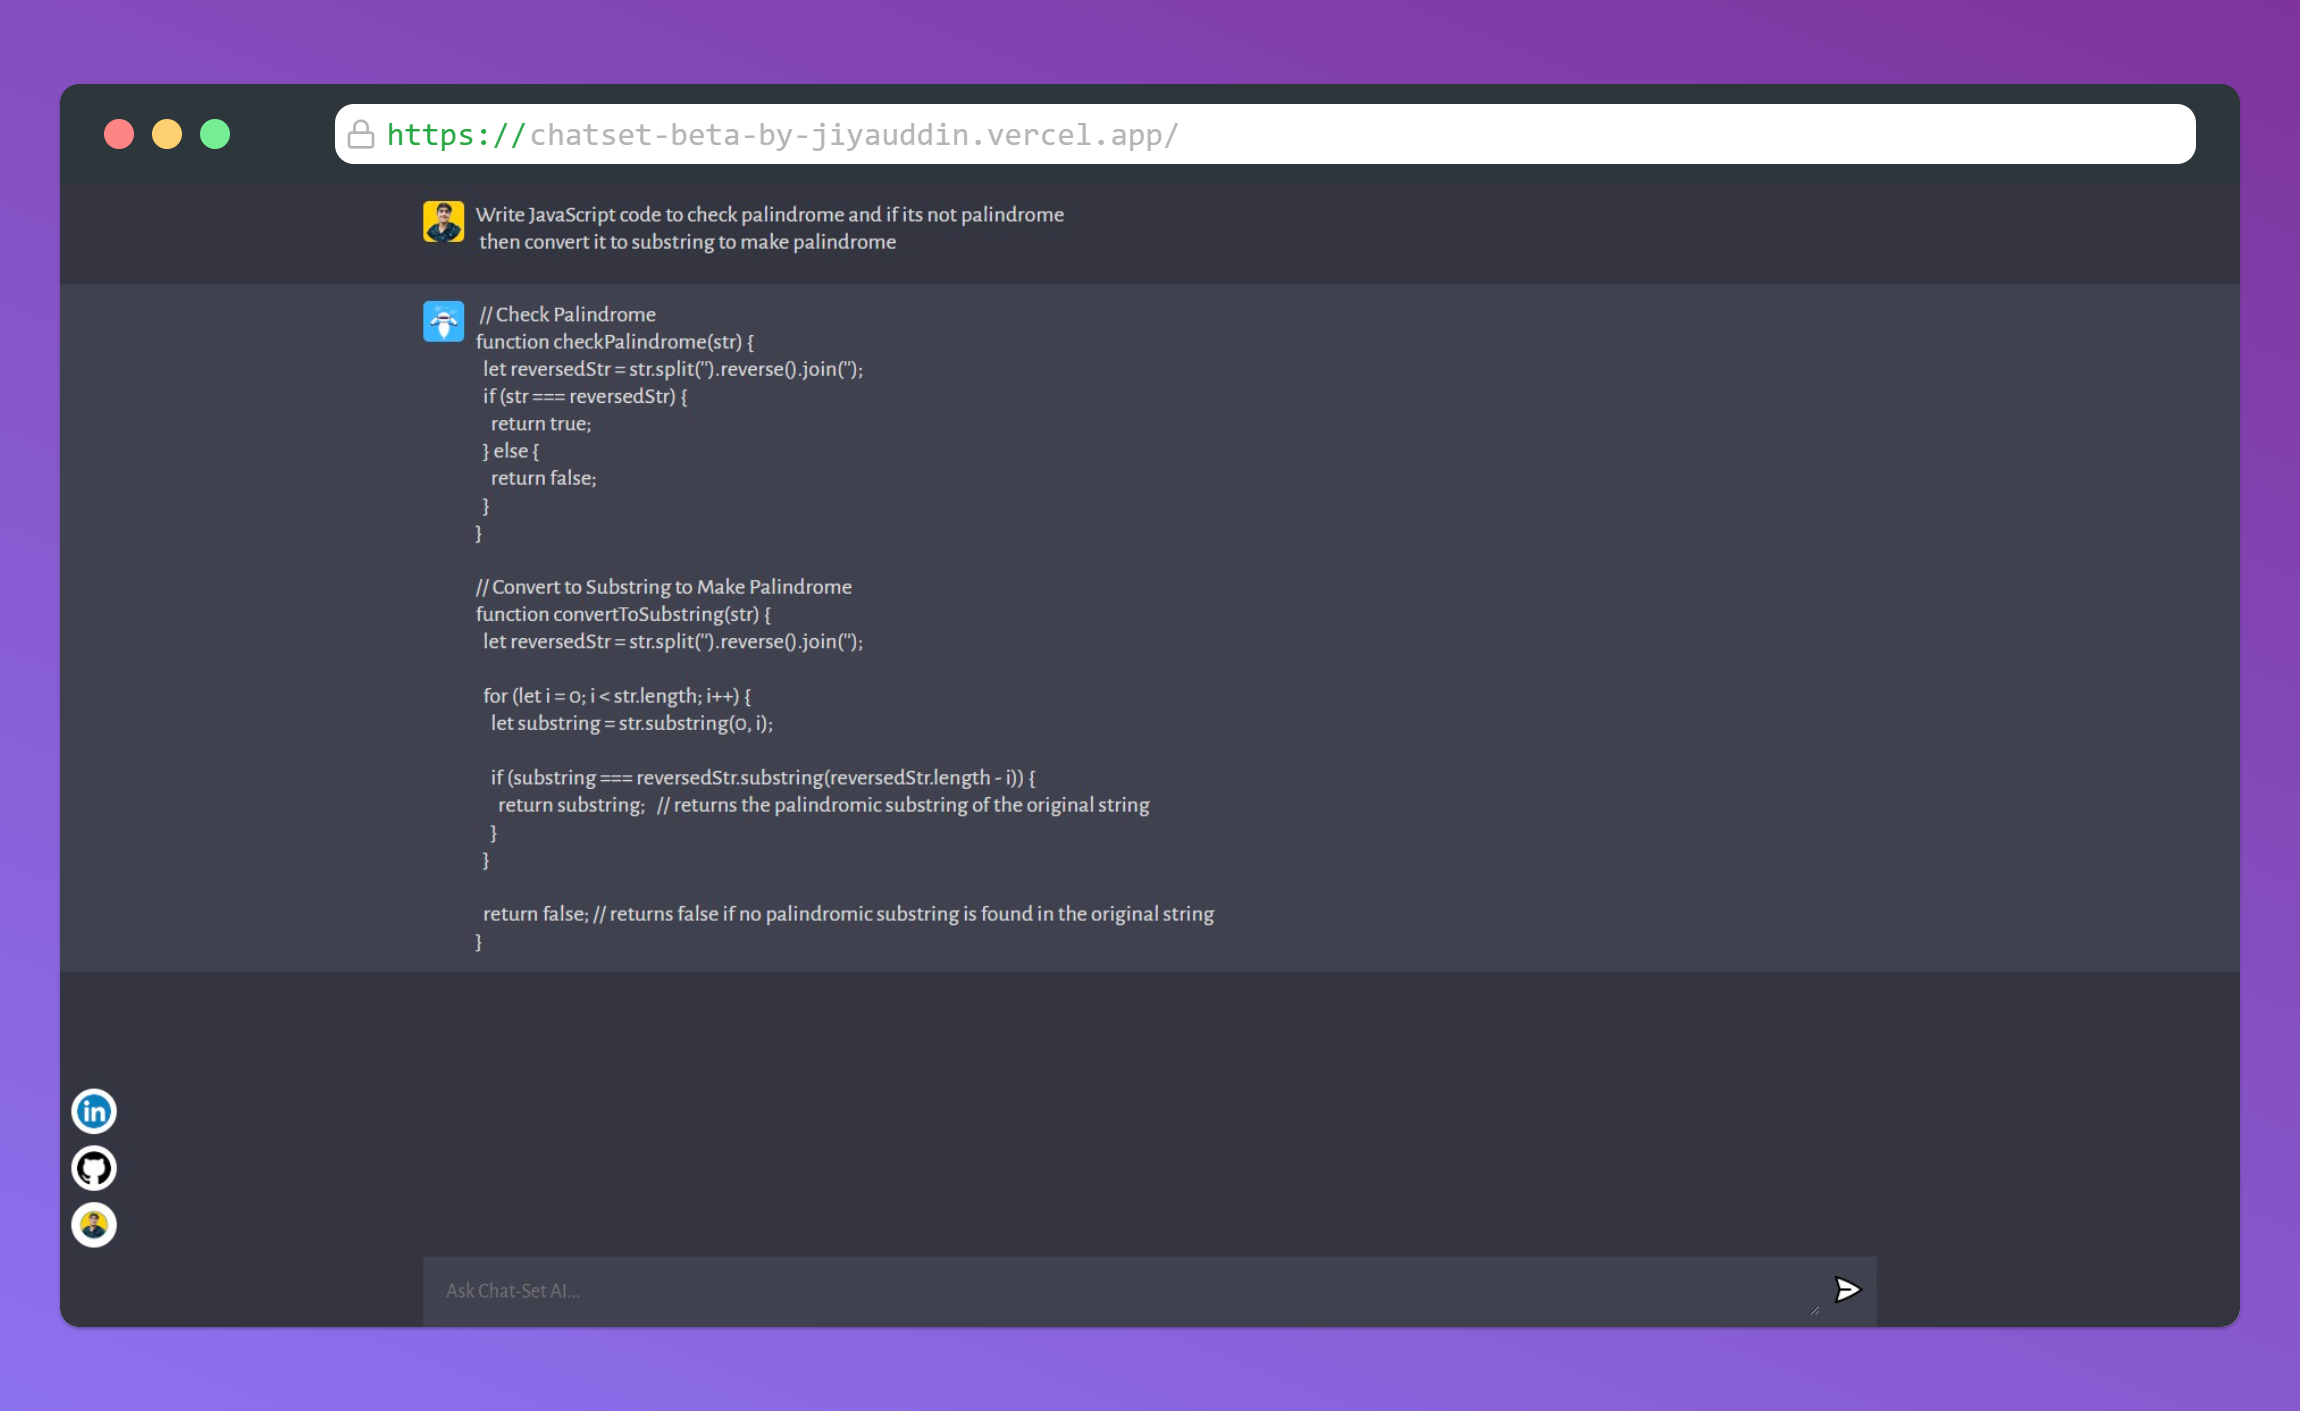 https://chatset-beta-by-jiyauddin.vercel.app/
Write JavaScript code to check palindrome and if its not palindrome
then convert it to substring to make palindrome
// Check Palindrome
function checkPalindrome(str) {
  let reversedStr = str.split('').reverse().join('');
  if (str === reversedStr) {
    return true;
  } else {
    return false;
  }
}
// Convert to Substring to Make Palindrome
function convertToSubstring(str) {
  let reversedStr = str.split('').reverse().join('');
  for (let i = 0; i < str.length; i++) {
    let substring = str.substring(0, i);
    if (substring === reversedStr.substring(reversedStr.length - i)) {
      return substring;  // returns the palindromic substring of the original string
    }
  }
  return false; // returns false if no palindromic substring is found in the original string
}
in
Ask Chat-Set AI...